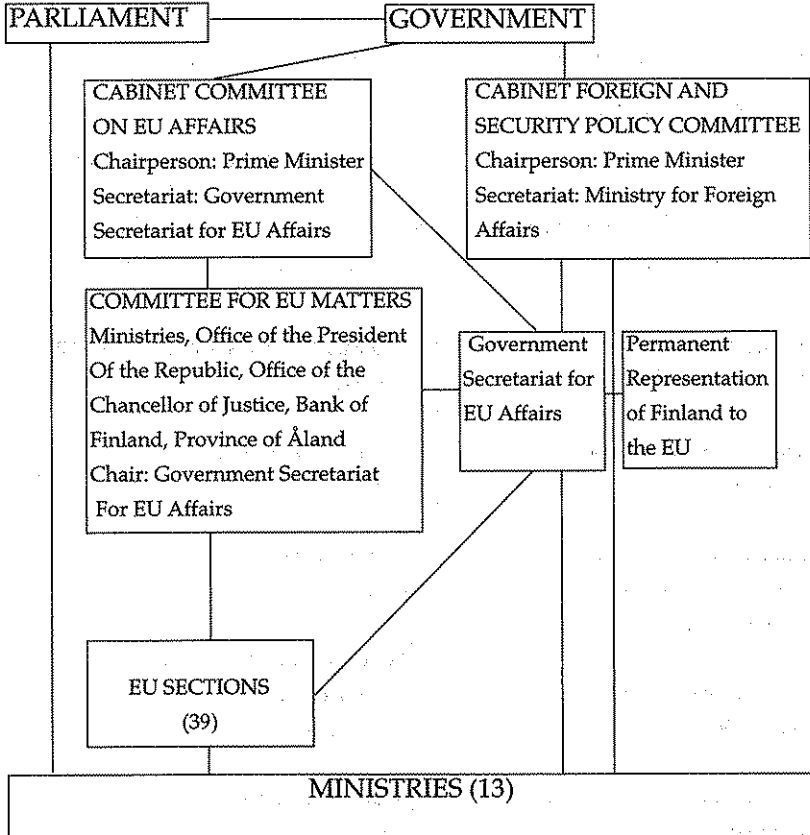 PARLIAMENT
GOVERNMENT
CABINET COMMITTEE
ON EU AFFAIRS
Chairperson: Prime Minister
Secretariat: Government
Secretariat for EU Affairs
CABINET FOREIGN AND
SECURITY POLICY COMMITTEE
Chairperson: Prime Minister
Secretariat: Ministry for Foreign
Affairs
COMMITTEE FOR EU MATTERS
Ministries, Office of the President
Of the Republic, Office of the
Chancellor of Justice, Bank of
Finland, Province of Åland
Chair: Government Secretariat
For EU Affairs
Government
Secretariat for
EU Affairs
Permanent
Representation
of Finland to
the EU
EU SECTIONS
(39)
MINISTRIES (13)